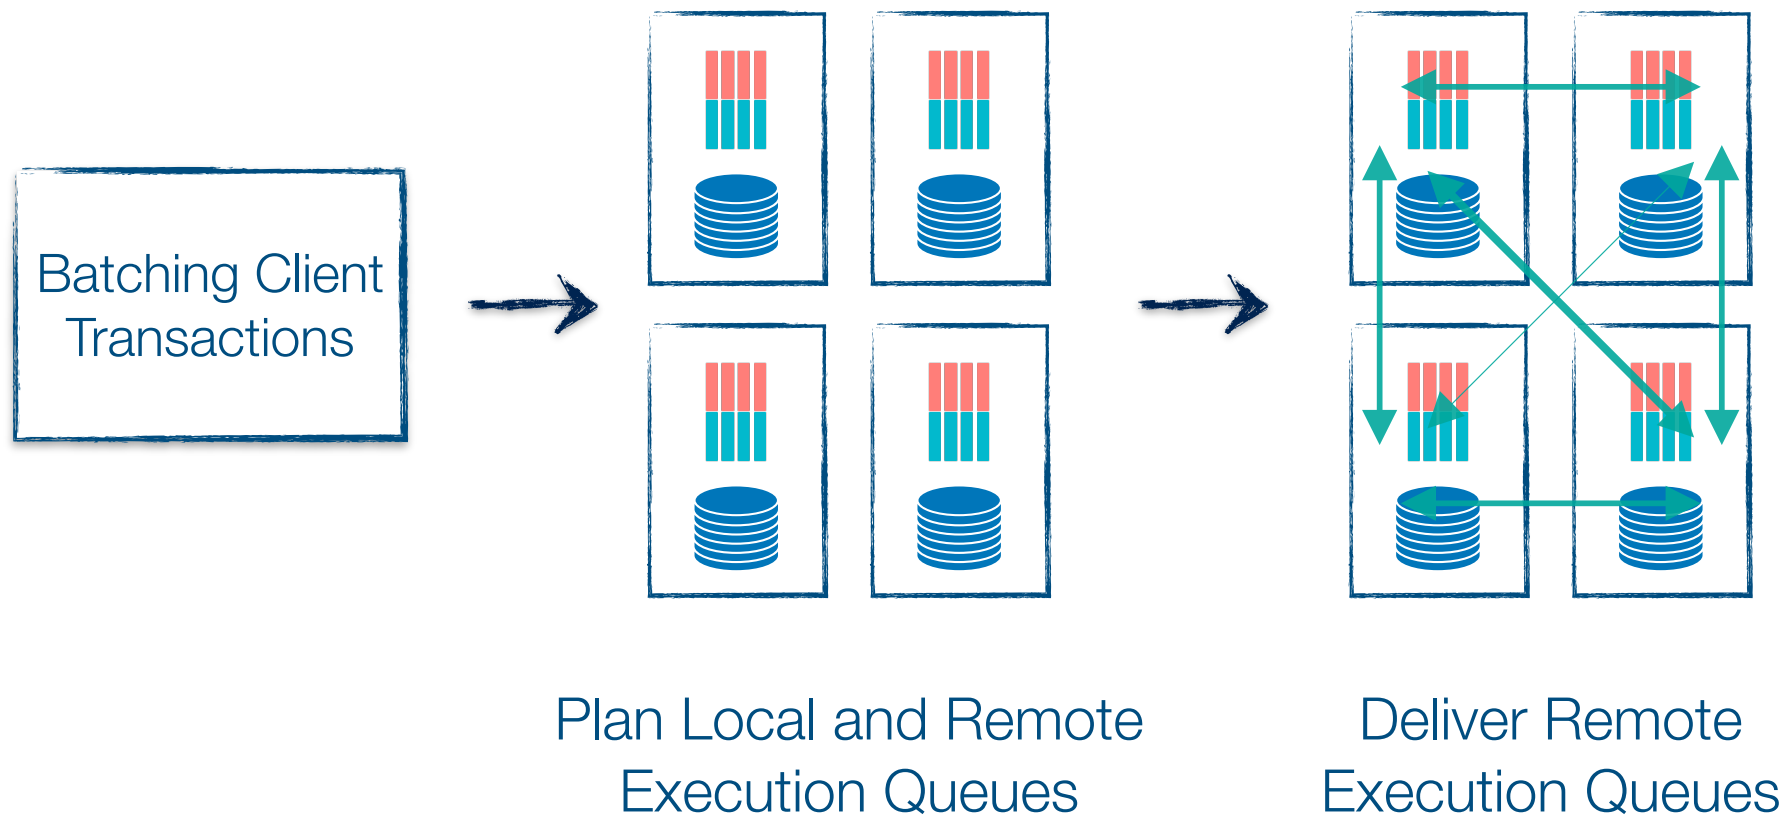 Batching Client
Transactions
Plan Local and Remote
Execution Queues
Deliver Remote
Execution Queues